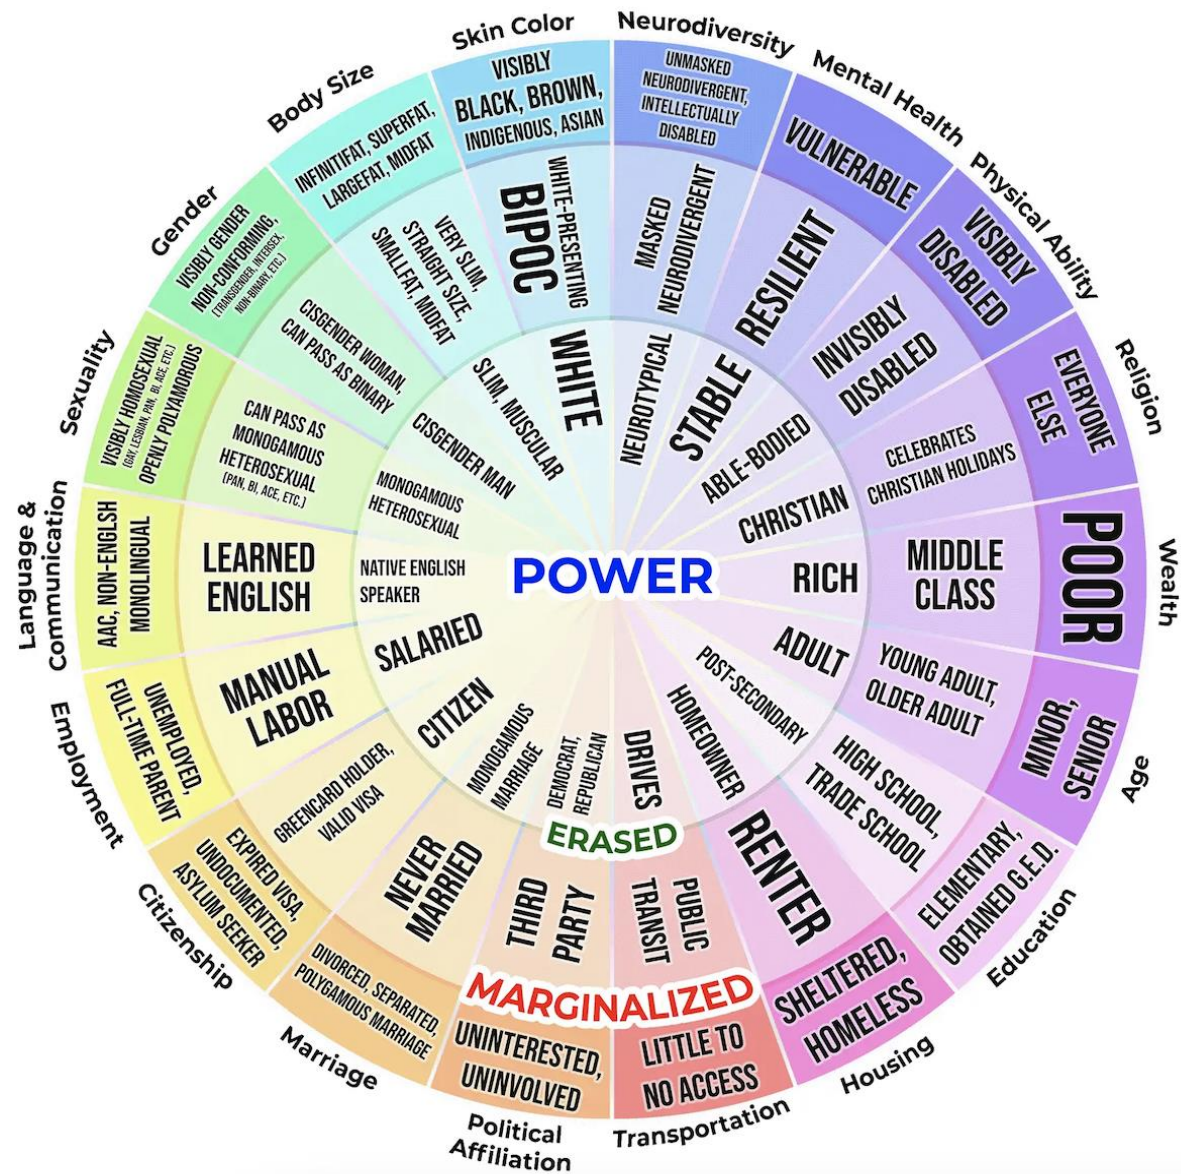 Skin Color
VISIBLY
BLACK, BROWN,
INDIGENOUS, ASIAN
WHITE-PRESENTING
BIPOC
WHITE
Neurodiversity
UNMASKED
NEURODIVERGENT,
INTELLECTUALLY
DISABLED
MASKED
NEURODIVERGENT
NEUROTYPICAL
Mental Health
VULNERABLE
RESILIENT
STABLE
Physical Ability
VISIBLY
DISABLED
INVISIBLY
DISABLED
ABLE-BODIED
Religion
EVERYONE
ELSE
CELEBRATES
CHRISTIAN HOLIDAYS
CHRISTIAN
Wealth
POOR
MIDDLE
CLASS
RICH
Age
MINOR,
SENIOR
YOUNG ADULT,
OLDER ADULT
ADULT
Education
ELEMENTARY,
OBTAINED G.E.D.
HIGH SCHOOL,
TRADE SCHOOL
POST-SECONDARY
Housing
SHELTERED,
HOMELESS
RENTER
HOMEOWNER
Transportation
LITTLE TO
NO ACCESS
PUBLIC
TRANSIT
DRIVES
Political
Affiliation
UNINTERESTED,
UNINVOLVED
THIRD
PARTY
DEMOCRAT,
REPUBLICAN
Marriage
DIVORCED, SEPARATED,
POLYGAMOUS MARRIAGE
NEVER
MARRIED
MONOGAMOUS
MARRIAGE
Citizenship
EXPIRED VISA,
UNDOCUMENTED,
ASYLUM SEEKER
GREENCARD HOLDER,
VALID VISA
CITIZEN
Employment
UNEMPLOYED,
FULL-TIME PARENT
MANUAL
LABOR
SALARIED
Language &
Communication
AAC, NON-ENGLSH
MONOLINGUAL
LEARNED
ENGLISH
NATIVE ENGLISH
SPEAKER
Sexuality
VISIBLY HOMOSEXUAL
(GAY, LESBIAN, PAN, BI, ACE, ETC.)
OPENLY POLYAMOROUS
CAN PASS AS
MONOGAMOUS
HETEROSEXUAL
(PAN, BI, ACE, ETC.)
MONOGAMOUS
HETEROSEXUAL
Gender
VISIBLY GENDER
NON-CONFORMING,
(TRANSGENDER, INTERSEX,
NON-BINARY, ETC.)
CISGENDER WOMAN,
CAN PASS AS BINARY
CISGENDER MAN
Body Size
INFINITIFAT, SUPERFAT,
LARGEFAT, MIDFAT
VERY SLIM,
STRAIGHT SIZE,
SMALLFAT, MIDFAT
SLIM, MUSCULAR
POWER
ERASED
MARGINALIZED